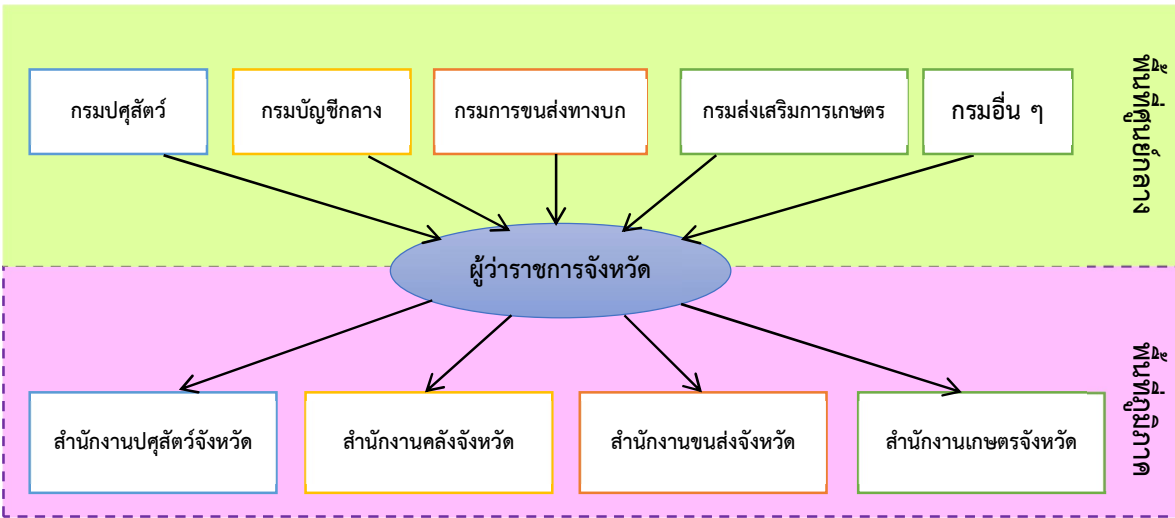 กรมปศุสัตว์
กรมบัญชีกลาง
กรมการขนส่งทางบก
กรมส่งเสริมการเกษตร
กรมอื่น ๆ
พื้นที่ศูนย์กลาง
ผู้ว่าราชการจังหวัด
สำนักงานปศุสัตว์จังหวัด
สำนักงานคลังจังหวัด
สำนักงานขนส่งจังหวัด
สำนักงานเกษตรจังหวัด
พื้นที่ภูมิภาค